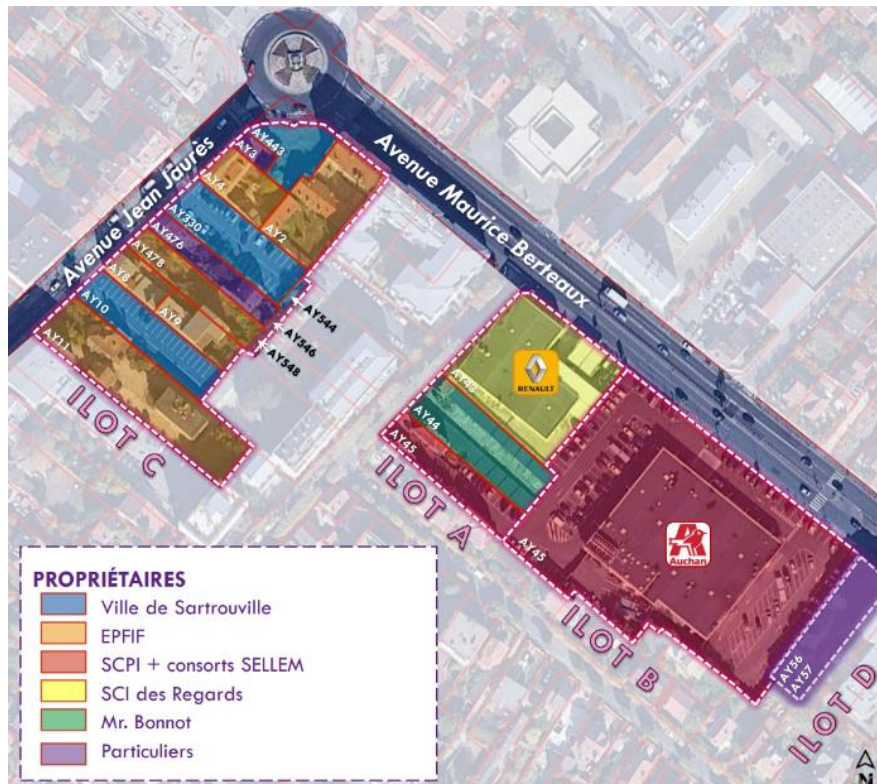 Avenue Jean Jaurès
Avenue Maurice Berteaux
AY443
AY3
AY4
AY2
AY330
AY476
AY478
AY8
AY9
AY10
AY11
AY544
AY546
AY548
ILOT C
RENAULT
AY43
AY44
AY45
ILOT A
Auchan
AY45
ILOT B
AY56
AY57
ILOT D
PROPRIÉTAIRES
Ville de Sartrouville
EPFIF
SCPI + consorts SELLEM
SCI des Regards
Mr. Bonnot
Particuliers
N